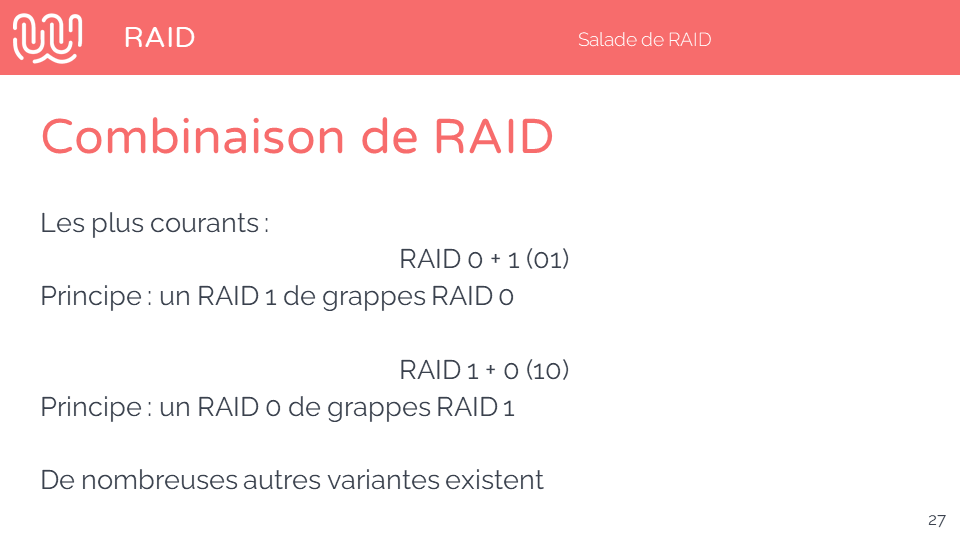 RAID
Salade de RAID
Combinaison de RAID
Les plus courants :
RAID 0 + 1 (01)
Principe : un RAID 1 de grappes RAID 0
RAID 1 + 0 (10)
Principe : un RAID 0 de grappes RAID 1
De nombreuses autres variantes existent
27